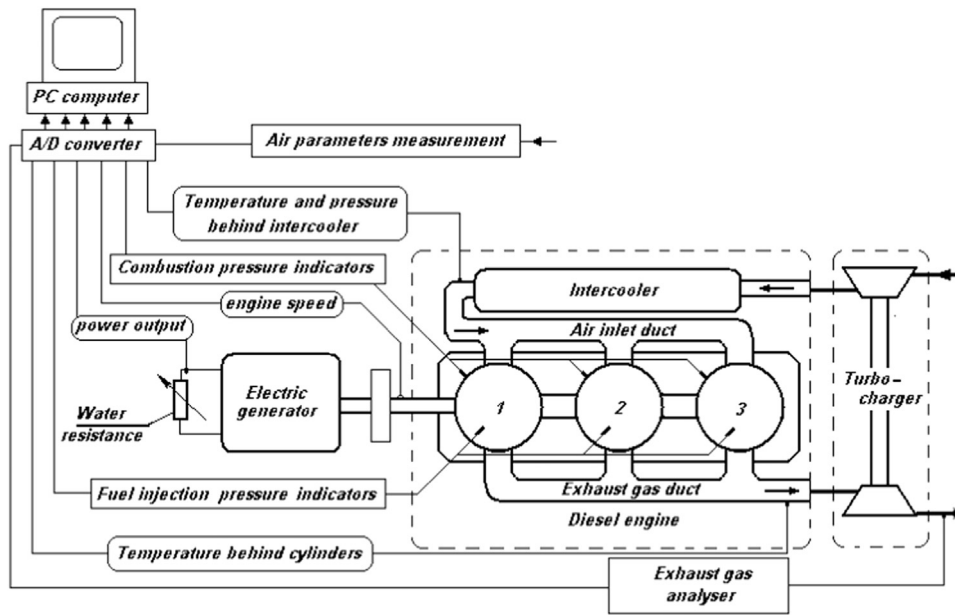 PC computer
A/D converter
Air parameters measurement
Temperature and pressure
behind intercooler
Combustion pressure indicators
Intercooler
engine speed
Air inlet duct
power output
Turbo-
charger
Electric
generator
1
2
3
Water
resistance
Fuel injection pressure indicators
Exhaust gas duct
Diesel engine
Temperature behind cylinders
Exhaust gas
analyser